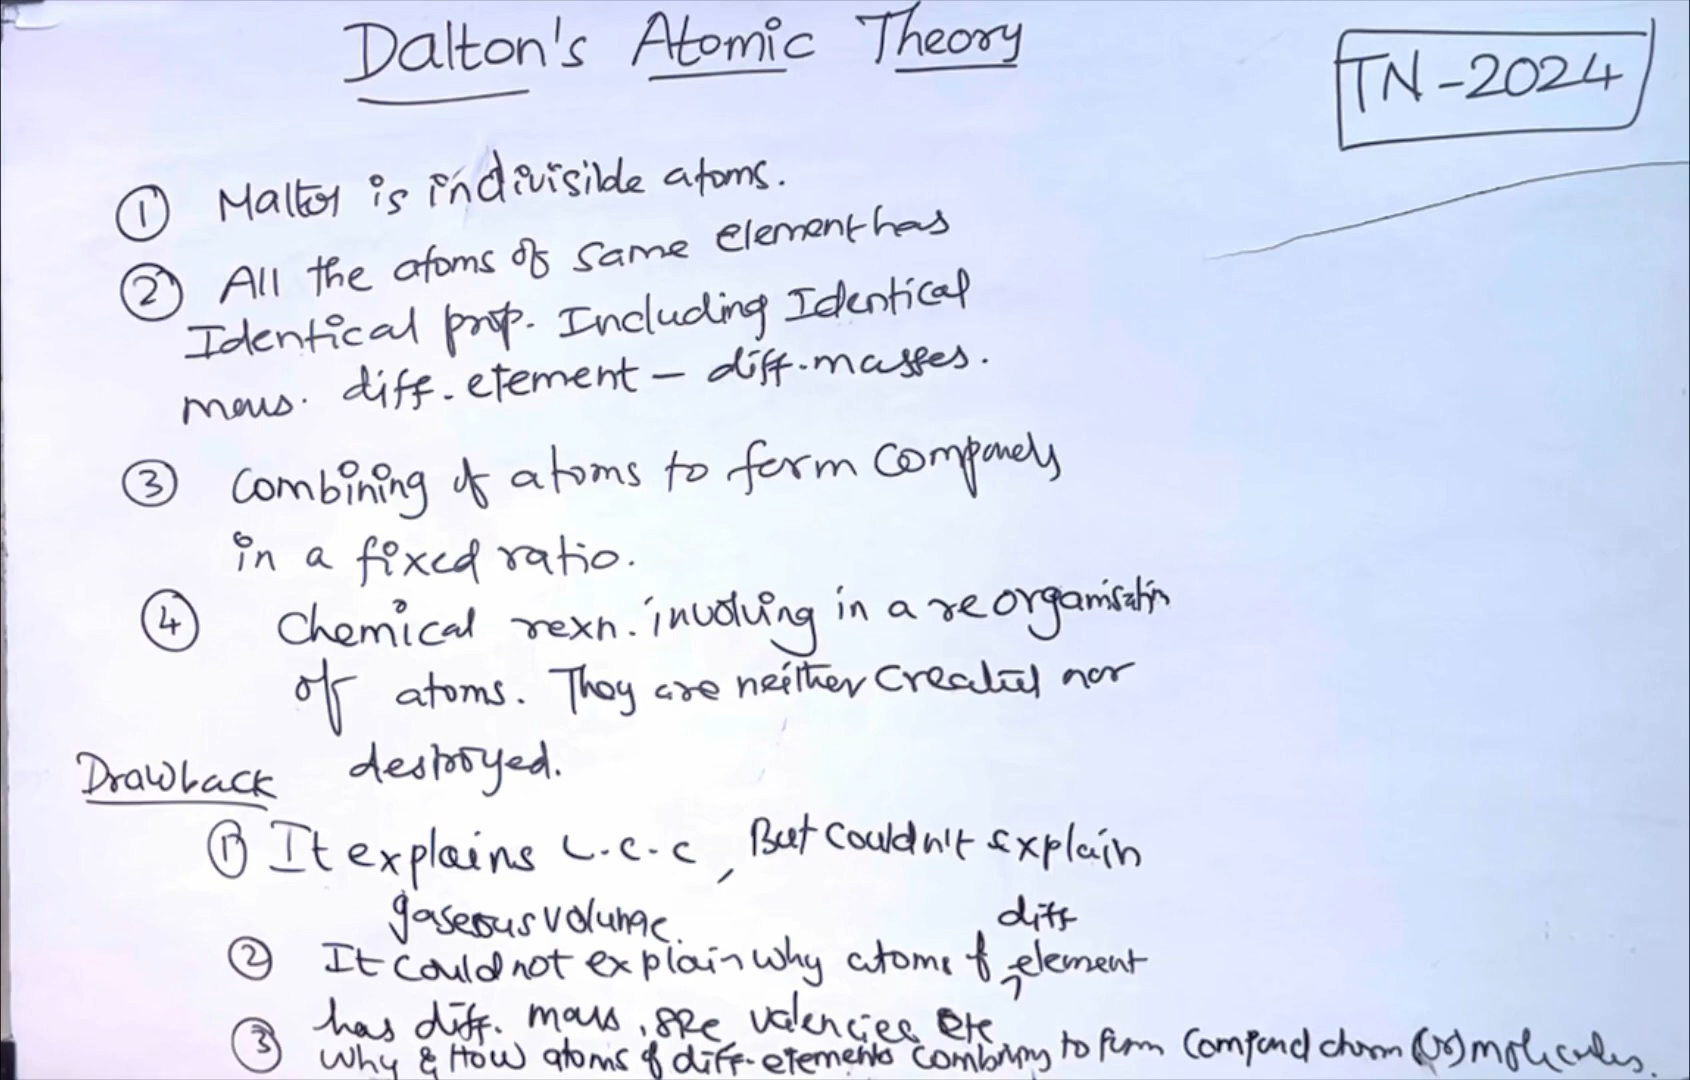 Dalton's Atomic Theory
TN-2024
① Matter is indivisible atoms.
② All the atoms of same element has
Identical prop. Including Identical
mass. diff. element - diff. masses.
③ Combining of atoms to form compounds
in a fixed ratio.
④ Chemical rexn. involving in a reorganisation
of atoms. They are neither created nor
destroyed.
Drawback
① It explains L.C.C, But couldn't explain
gaseous volume.
② It could not explain why atoms of diff element
has diff. mass, size valencies etc
③ Why & How atoms of diff. elements combining to form compound (or) molecules.